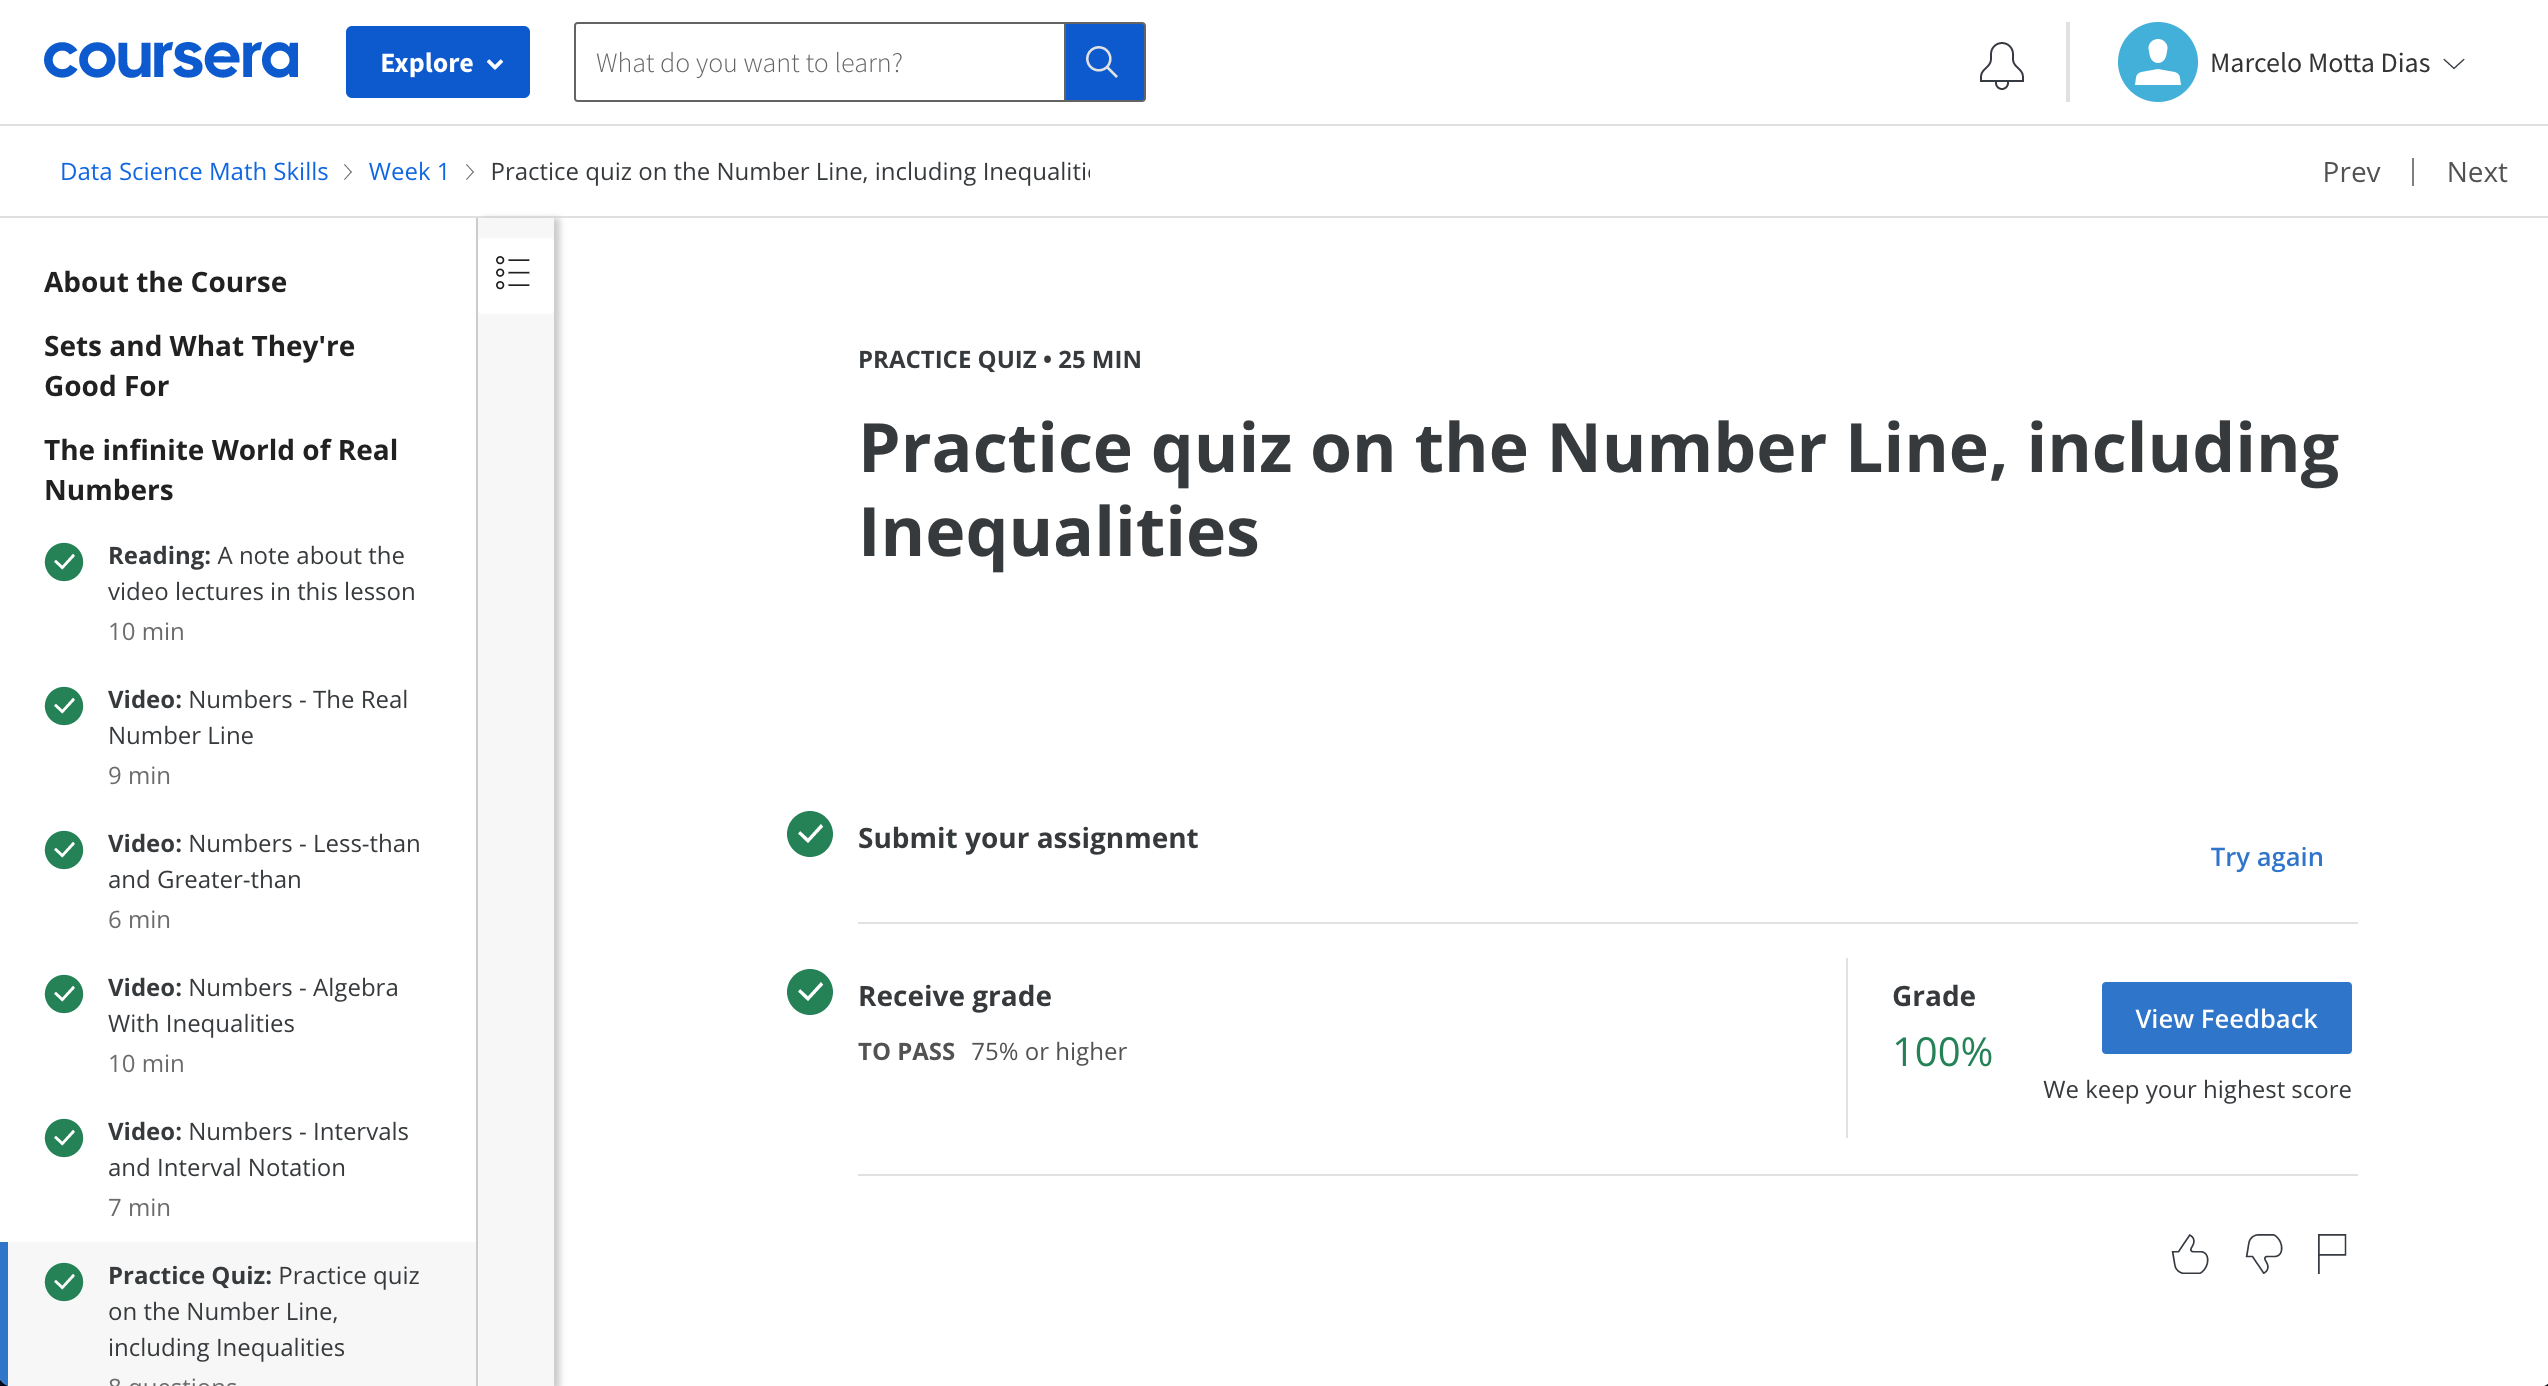 coursera
Explore
What do you want to learn?
Marcelo Motta Dias
Data Science Math Skills > Week 1 > Practice quiz on the Number Line, including
Prev | Next
About the Course
Sets and What They're
Good For
The infinite World of Real
Numbers
Reading: A note about the
video lectures in this lesson
10 min
Video: Numbers - The Real
Number Line
9 min
Video: Numbers - Less-than
and Greater-than
6 min
Video: Numbers - Algebra
With Inequalities
10 min
Video: Numbers - Intervals
and Interval Notation
7 min
Practice Quiz: Practice quiz
on the Number Line,
including Inequalities
8 questions
PRACTICE QUIZ • 25 MIN
Practice quiz on the Number Line, including
Inequalities
Submit your assignment
Try again
Receive grade
TO PASS 75% or higher
Grade
100%
View Feedback
We keep your highest score